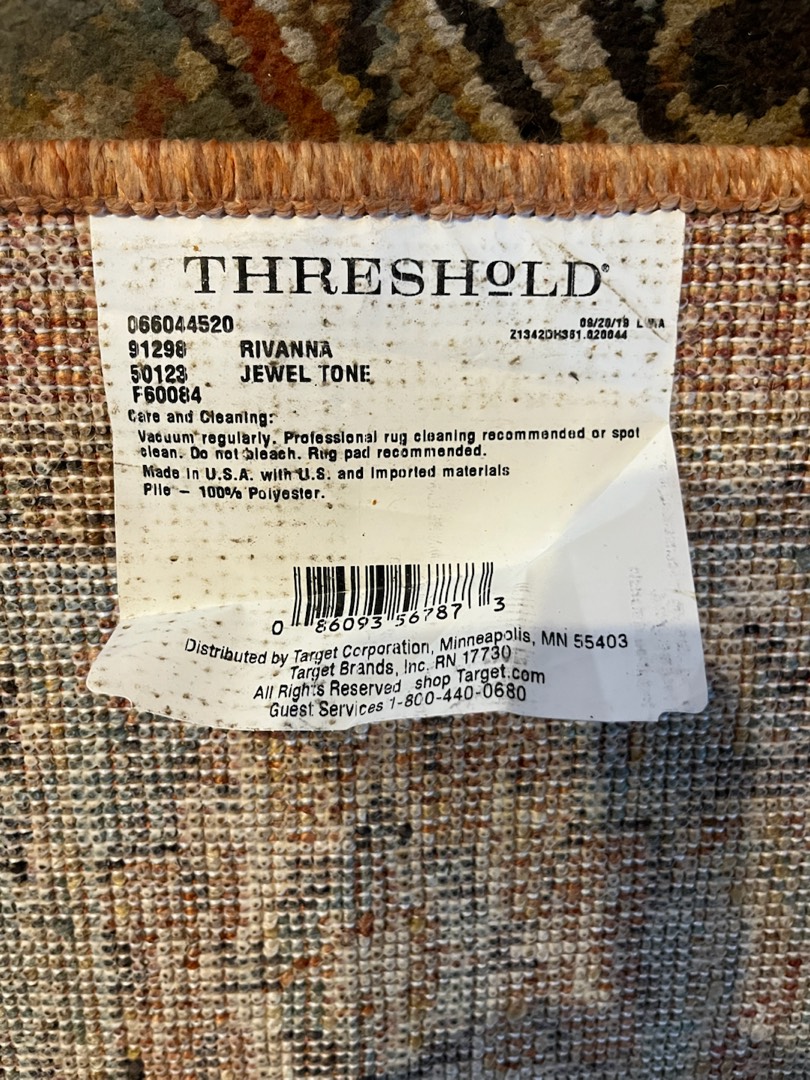 THRESHOLD®
066044520
91298 RIVANNA
50123 JEWEL TONE
F60084
Z1342DH361.020044
Care and Cleaning:
Vacuum regularly. Professional rug cleaning recommended or spot
clean. Do not bleach. Rug pad recommended.
Made in U.S.A. with U.S. and Imported materials
Pile – 100% Polyester.
0 86093 56787 3
Distributed by Target Corporation, Minneapolis, MN 55403
Target Brands, Inc. RN 17730
All Rights Reserved shop Target.com
Guest Services 1-800-440-0680